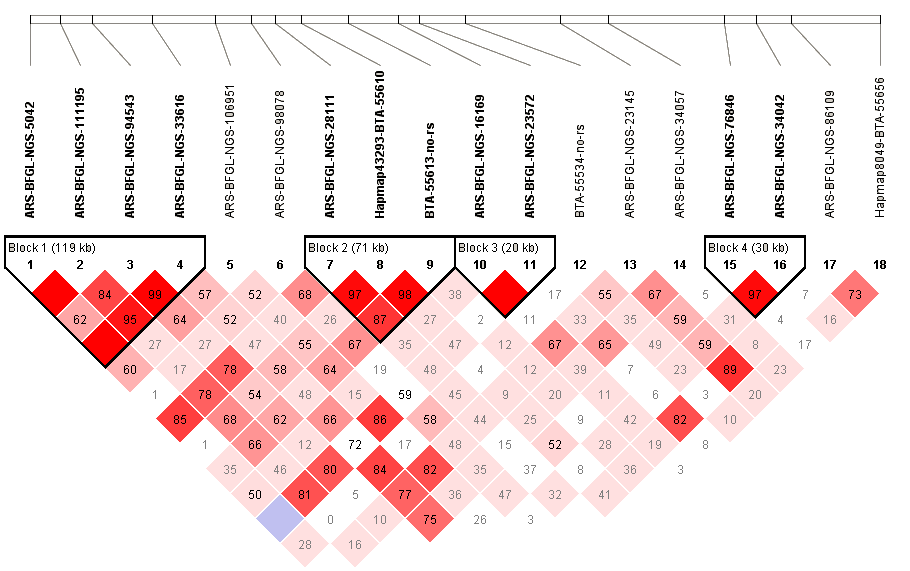 ARS-BFGL-NGS-5042
ARS-BFGL-NGS-111195
ARS-BFGL-NGS-94543
ARS-BFGL-NGS-33616
ARS-BFGL-NGS-106951
ARS-BFGL-NGS-98078
ARS-BFGL-NGS-28111
Hapmap43293-BTA-55610
BTA-55613-no-rs
ARS-BFGL-NGS-16169
ARS-BFGL-NGS-23572
BTA-55534-no-rs
ARS-BFGL-NGS-23145
ARS-BFGL-NGS-34057
ARS-BFGL-NGS-76846
ARS-BFGL-NGS-34042
ARS-BFGL-NGS-86109
Hapmap8049-BTA-55656
Block 1 (119 kb) Block 2 (71 kb) Block 3 (20 kb) Block 4 (30 kb)
1 2 3 4 5 6 7 8 9 10 11 12 13 14 15 16 17 18
84 99 57 52 68 97 98 38 17 55 67 5 97 7 73
62 95 64 52 40 26 87 27 2 11 33 35 59 31 4 16
27 27 47 55 67 35 47 12 67 65 49 59 8 17
60 17 78 58 64 19 48 4 12 39 7 23 89 23
1 78 54 48 15 59 45 9 20 11 6 3 20
85 68 62 66 86 58 44 25 9 42 82 10
1 66 12 72 17 48 15 52 28 19 8
35 46 80 84 82 35 37 8 36 3
50 81 5 77 36 47 32 41
0 10 75 26 3
28 16